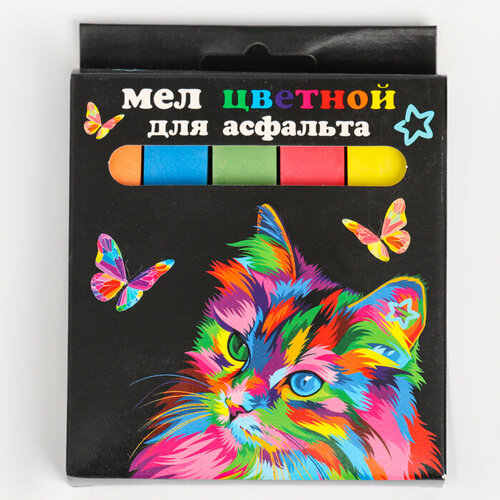 мел цветной
для асфальта